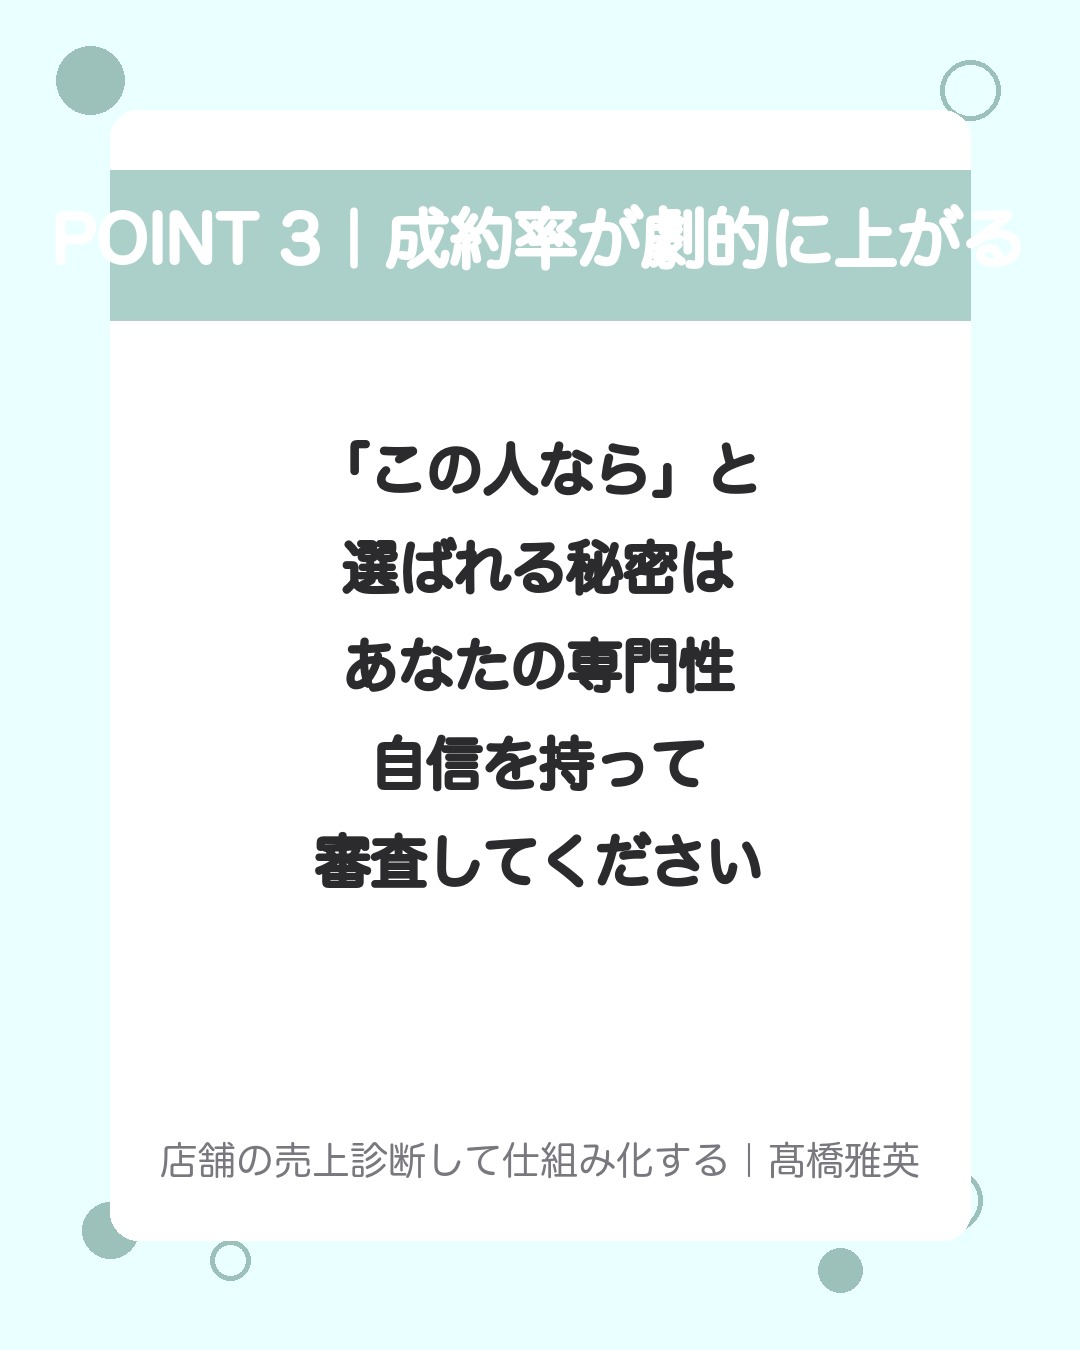 POINT 3｜成約率が劇的に上がる
「この人なら」と
選ばれる秘密は
あなたの専門性
自信を持って
審査してください
店舗の売上診断して仕組み化する｜髙橋雅英